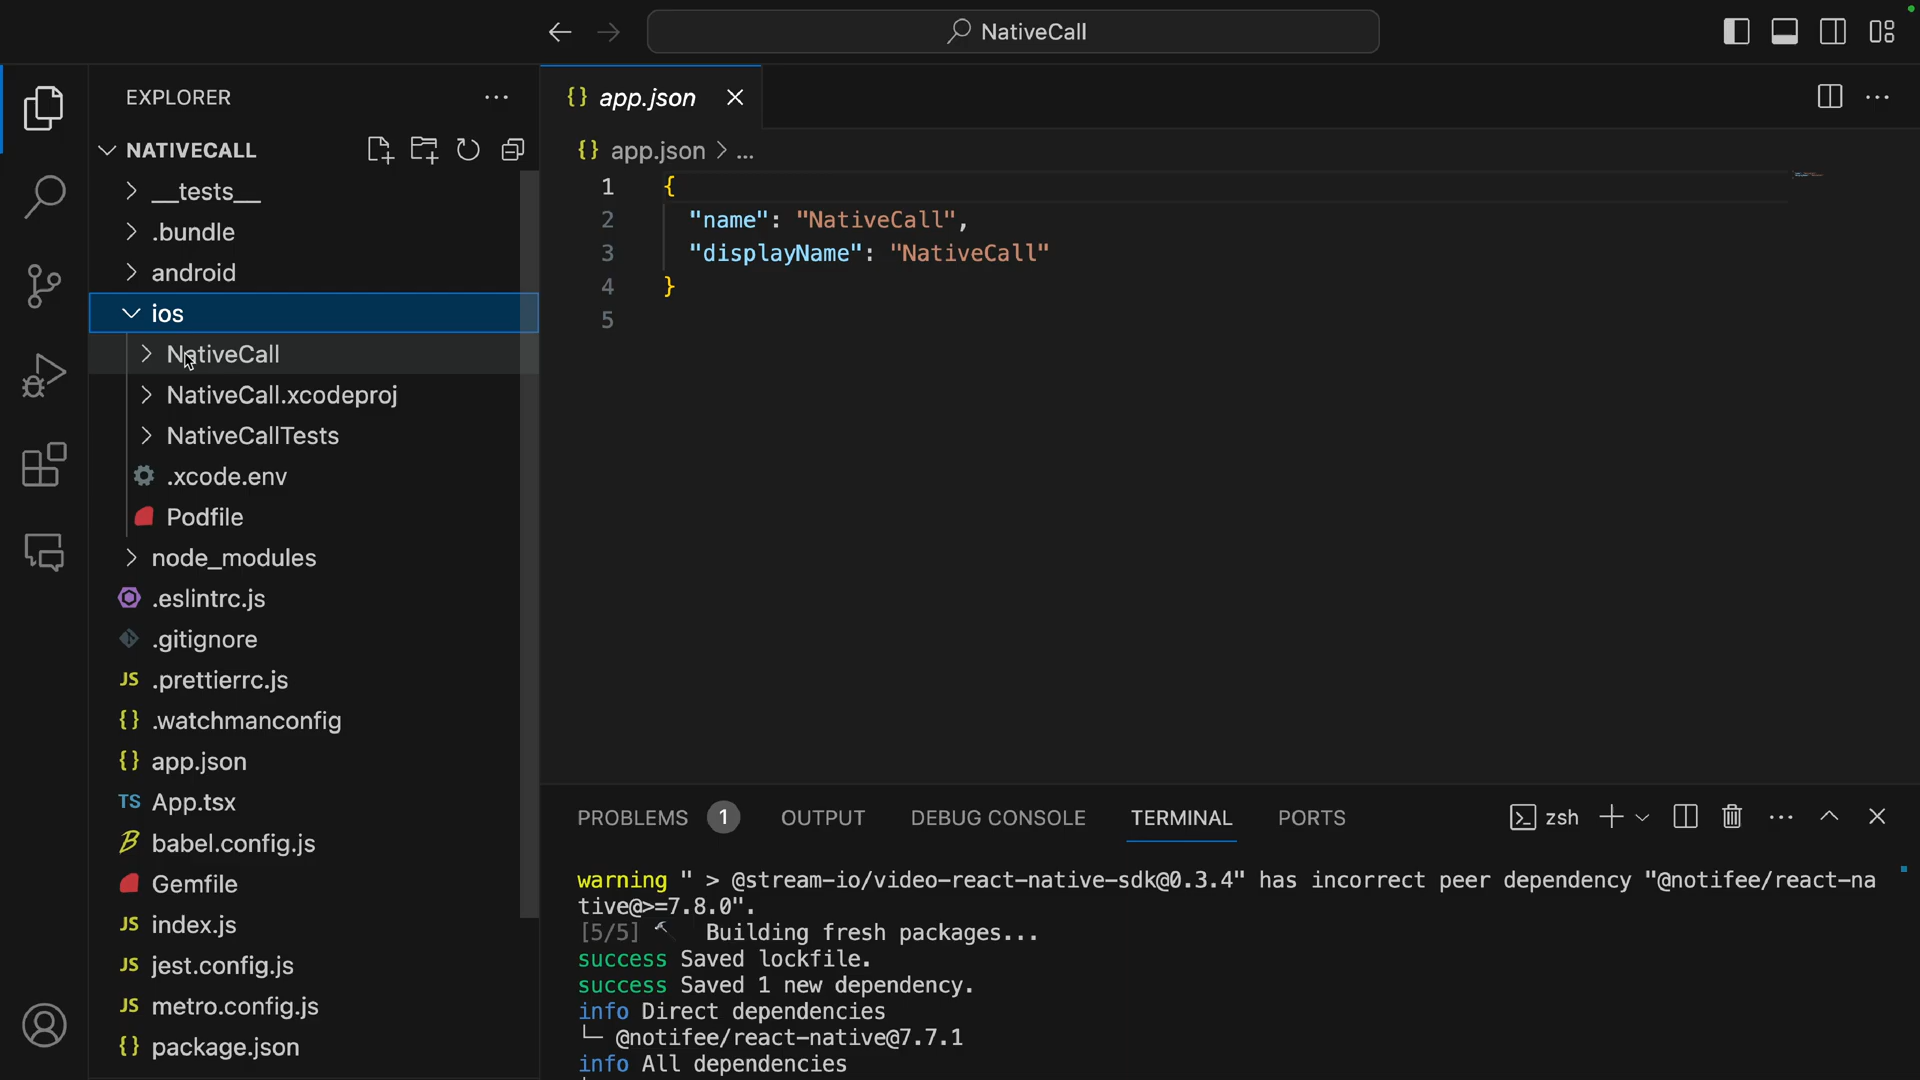 NativeCall
EXPLORER
NATIVECALL
__tests__
.bundle
android
ios
NativeCall
NativeCall.xcodeproj
NativeCallTests
.xcode.env
Podfile
node_modules
.eslintrc.js
.gitignore
JS .prettierrc.js
{} .watchmanconfig
{} app.json
TS App.tsx
babel.config.js
Gemfile
JS index.js
JS jest.config.js
JS metro.config.js
{} package.json
{} app.json
{} app.json > ...
1 {
2 "name": "NativeCall",
3 "displayName": "NativeCall"
4 }
5
PROBLEMS 1 OUTPUT DEBUG CONSOLE TERMINAL PORTS zsh
warning " > @stream-io/video-react-native-sdk@0.3.4" has incorrect peer dependency "@notifee/react-na
tive@>=7.8.0".
[5/5] Building fresh packages...
success Saved lockfile.
success Saved 1 new dependency.
info Direct dependencies
└─ @notifee/react-native@7.7.1
info All dependencies